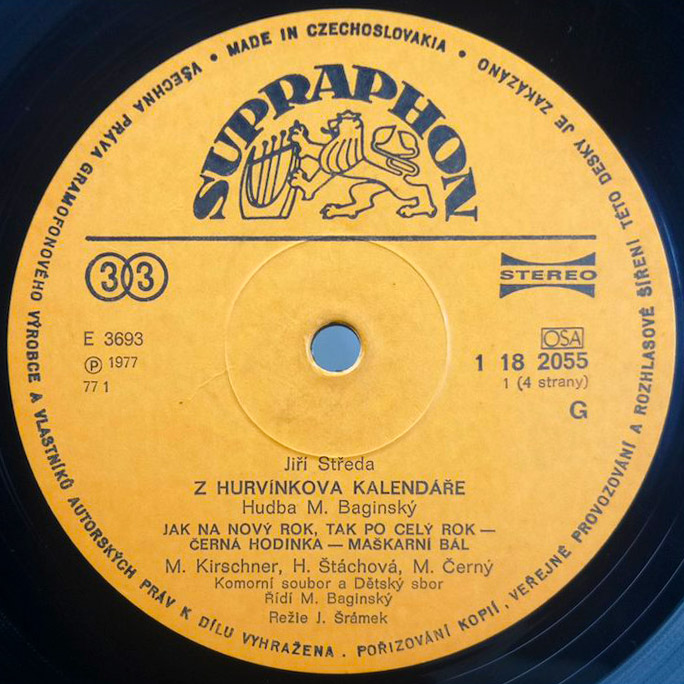 • MADE IN CZECHOSLOVAKIA •
VŠECHNA PRÁVA GRAMOFONOVÉHO VÝROBCE A VLASTNÍKŮ AUTORSKÝCH PRÁV K DÍLU VYHRAŽENA . POŘIZOVÁNÍ KOPIÍ, VEŘEJNÉ PROVOZOVÁNÍ A ROZHLASOVÉ ŠÍŘENÍ TÉTO DESKY JE ZAKÁZÁNO
SUPRAPHON
33
STEREO
E 3693
Ⓟ 1977
77 1
OSA
1 18 2055
1 (4 strany)
G
Jiří Středa
Z HURVÍNKOVA KALENDÁŘE
Hudba M. Baginský
JAK NA NOVÝ ROK, TAK PO CELÝ ROK —
ČERNÁ HODINKA — MAŠKARNÍ BÁL
M. Kirschner, H. Štáchová, M. Černý
Komorní soubor a Dětský sbor
Řídí M. Baginský
Režie J. Šrámek